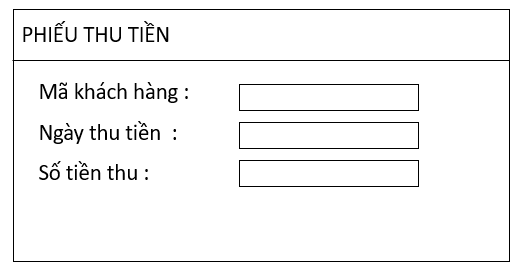 PHIẾU THU TIỀN
Mã khách hàng :
Ngày thu tiền  :
Số tiền thu :